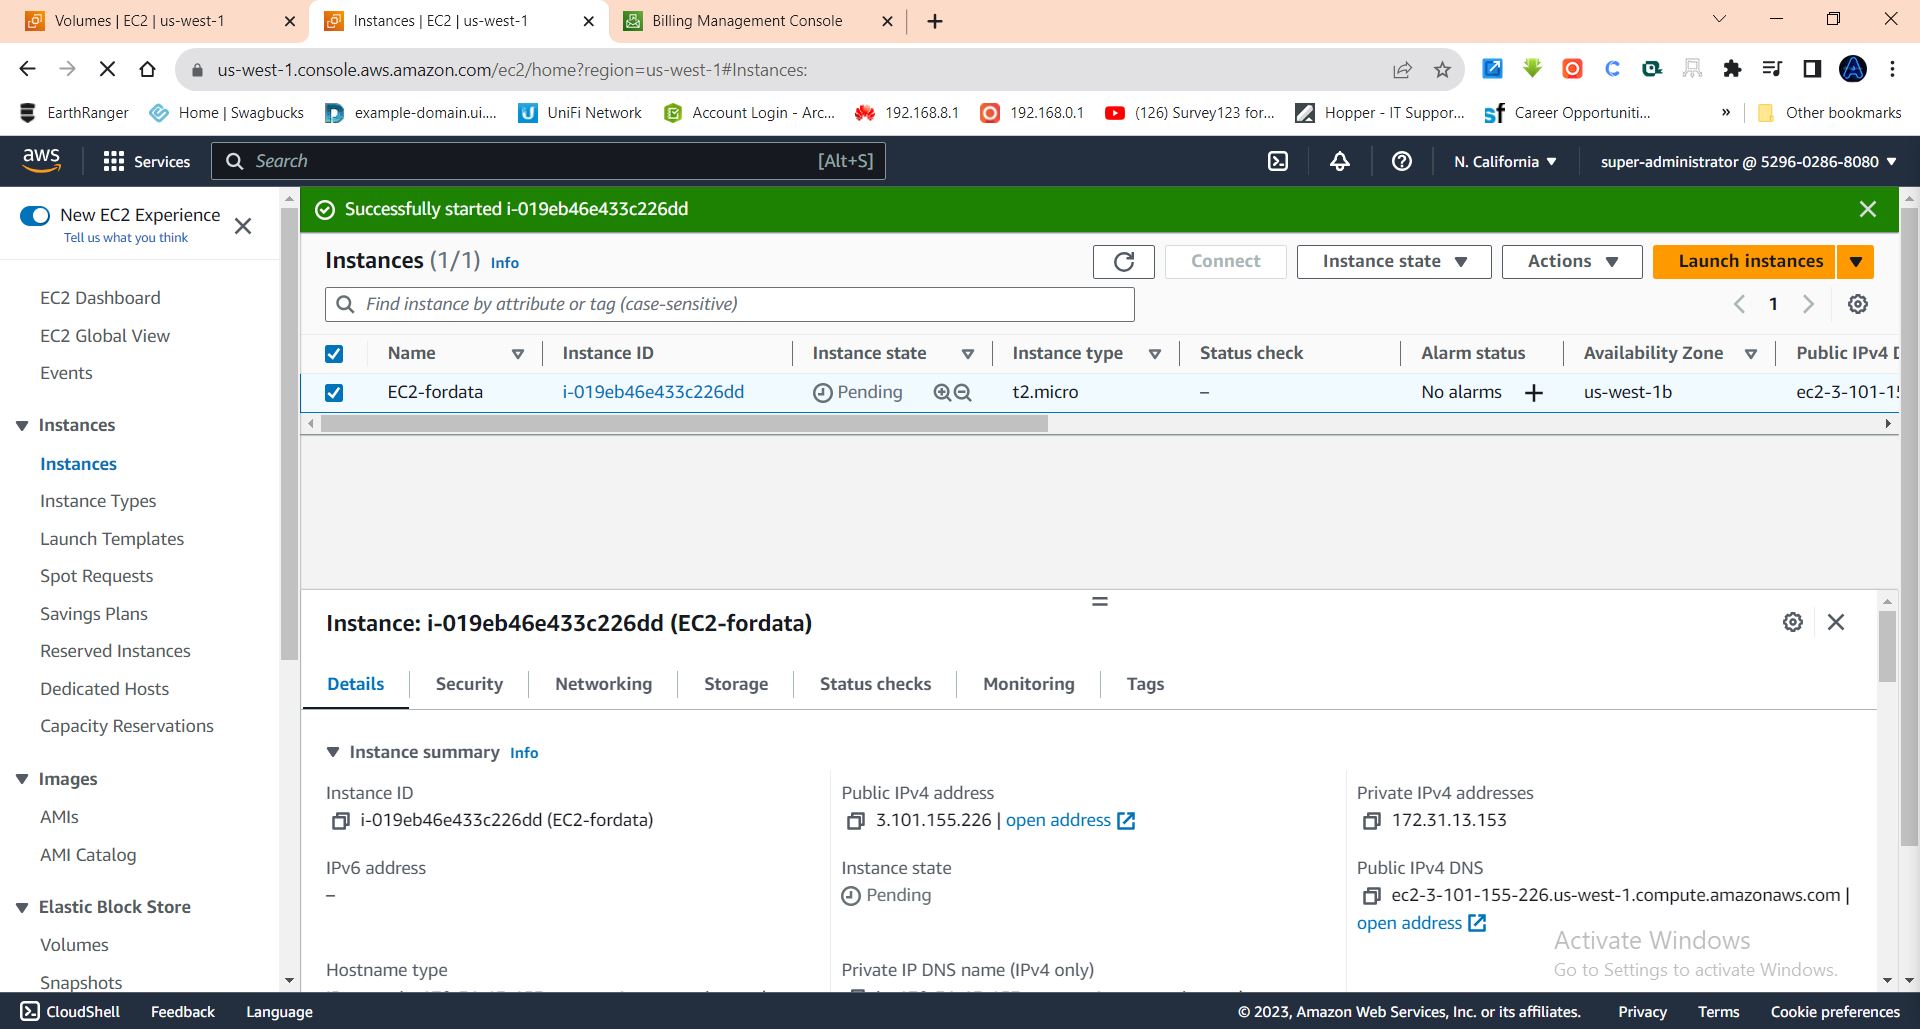 Volumes | EC2 | us-west-1
Instances | EC2 | us-west-1
Billing Management Console
us-west-1.console.aws.amazon.com/ec2/home?region=us-west-1#Instances:
EarthRanger
Home | Swagbucks
example-domain.ui....
UniFi Network
Account Login - Arc...
192.168.8.1
192.168.0.1
(126) Survey123 for...
Hopper - IT Suppor...
Career Opportuniti...
»
Other bookmarks
aws
Services
Search
[Alt+S]
N. California
super-administrator @ 5296-0286-8080
New EC2 Experience
Tell us what you think
EC2 Dashboard
EC2 Global View
Events
Instances
Instances
Instance Types
Launch Templates
Spot Requests
Savings Plans
Reserved Instances
Dedicated Hosts
Capacity Reservations
Images
AMIs
AMI Catalog
Elastic Block Store
Volumes
Snapshots
Successfully started i-019eb46e433c226dd
Instances (1/1) Info
Connect
Instance state
Actions
Launch instances
Find instance by attribute or tag (case-sensitive)
1
Name
Instance ID
Instance state
Instance type
Status check
Alarm status
Availability Zone
Public IPv4
EC2-fordata
i-019eb46e433c226dd
Pending
t2.micro
–
No alarms
us-west-1b
ec2-3-101-1
Instance: i-019eb46e433c226dd (EC2-fordata)
Details
Security
Networking
Storage
Status checks
Monitoring
Tags
Instance summary Info
Instance ID
i-019eb46e433c226dd (EC2-fordata)
Public IPv4 address
3.101.155.226 | open address
Private IPv4 addresses
172.31.13.153
IPv6 address
–
Instance state
Pending
Public IPv4 DNS
ec2-3-101-155-226.us-west-1.compute.amazonaws.com |
open address
Hostname type
Private IP DNS name (IPv4 only)
Activate Windows
Go to Settings to activate Windows.
CloudShell
Feedback
Language
© 2023, Amazon Web Services, Inc. or its affiliates.
Privacy
Terms
Cookie preferences